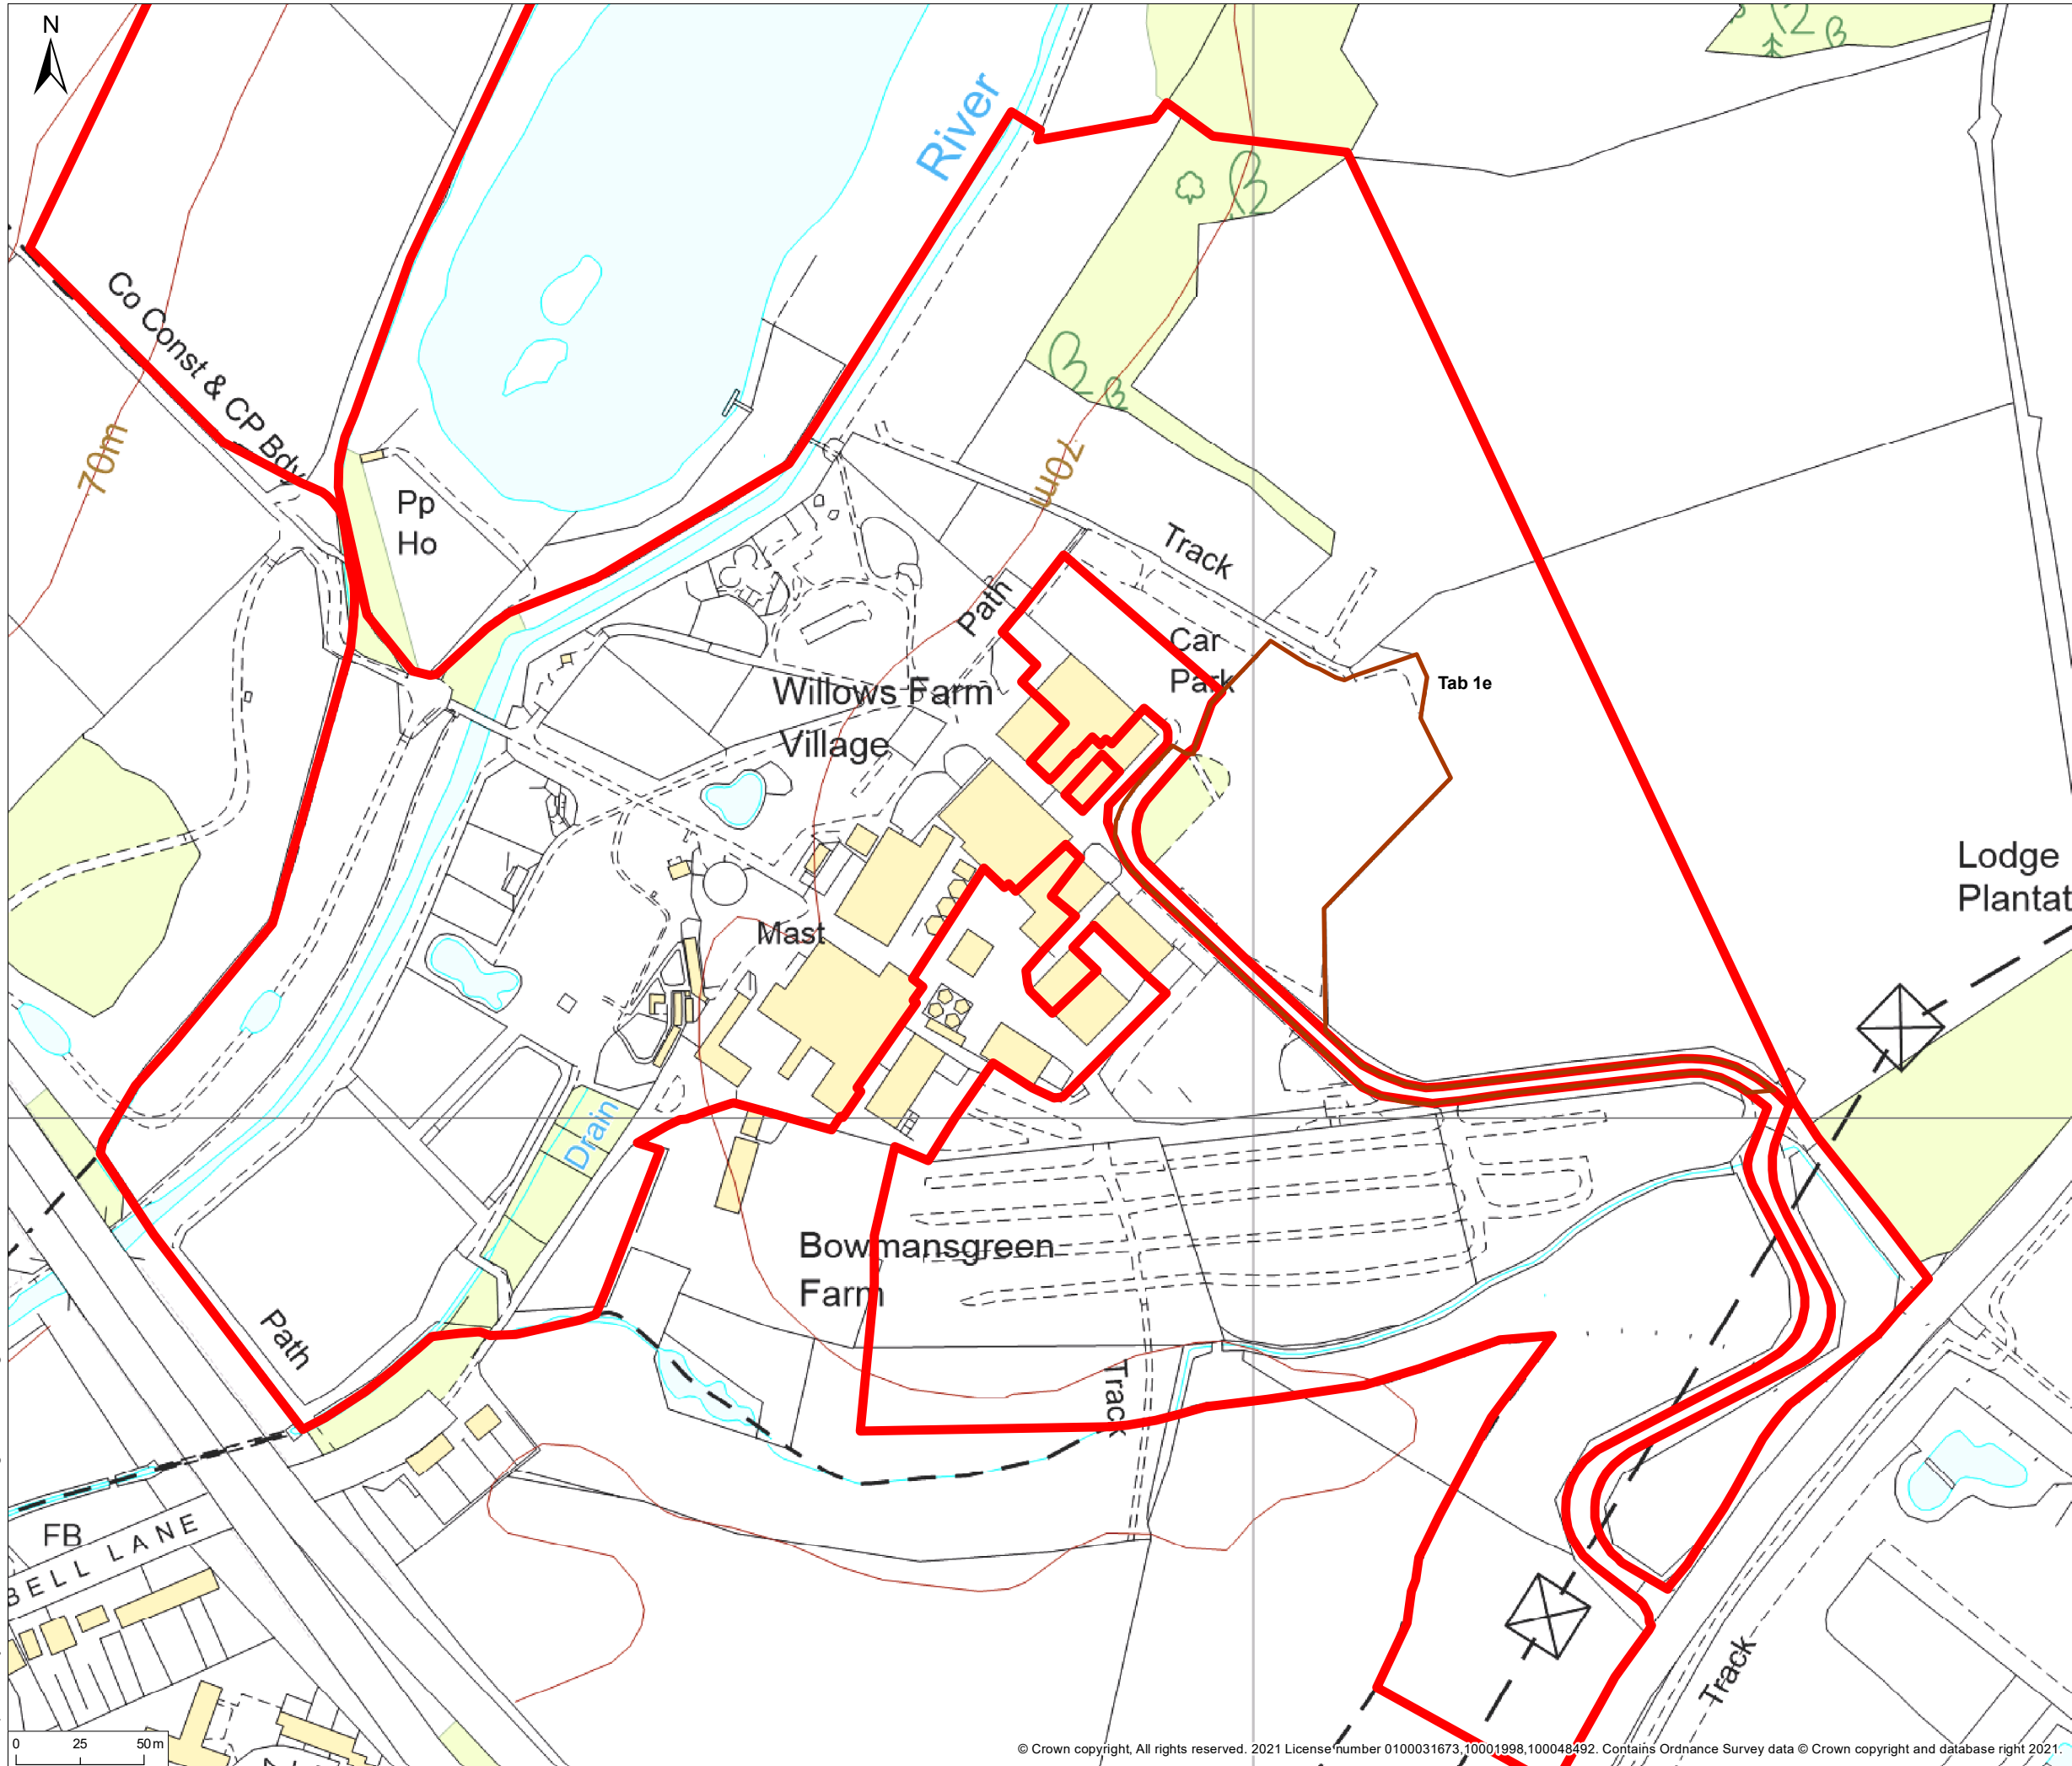 N
River
Co Const & CP Bdy
70m
Pp
Ho
70m
Track
Path
Car
Park
Tab 1e
Willows Farm
Village
Lodge
Mast
Drain
Bowmansgreen
Farm
Path
Track
FB
BELL LANE
Track
0 25 50m
© Crown copyright, All rights reserved. 2021 License number 0100031673,10001998,100048492. Contains Ordnance Survey data © Crown copyright and database right 2021.